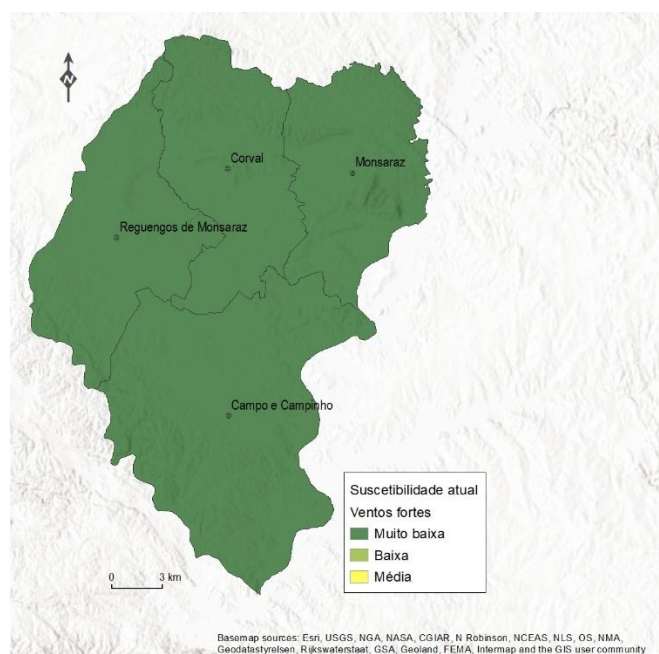 N
Corval
Monsaraz
Reguengos de Monsaraz
Campo e Campinho
Suscetibilidade atual
Ventos fortes
Muito baixa
Baixa
Média
0 3 km
Basemap sources: Esri, USGS, NGA, NASA, CGIAR, N Robinson, NCEAS, NLS, OS, NMA,
Geodatastyrelsen, Rijkswaterstaat, GSA, Geoland, FEMA, Intermap and the GIS user community